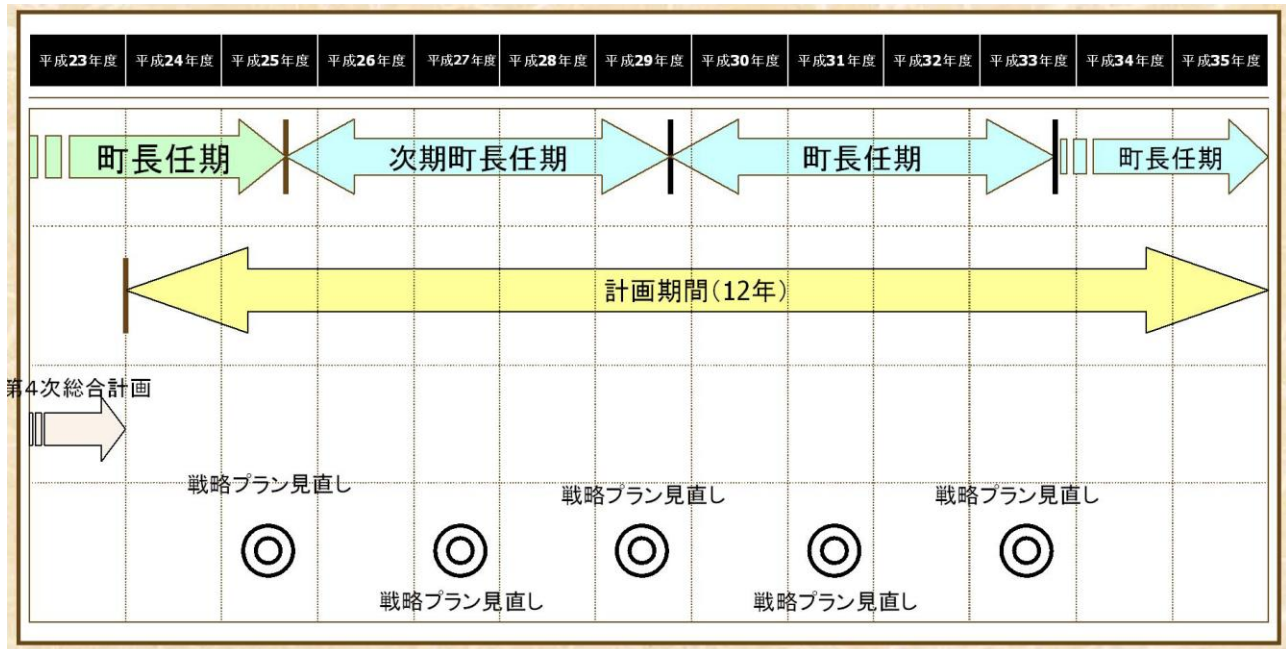 平成23年度 平成24年度 平成25年度 平成26年度 平成27年度 平成28年度 平成29年度 平成30年度 平成31年度 平成32年度 平成33年度 平成34年度 平成35年度
町長任期 次期町長任期 町長任期 町長任期
計画期間(12年)
第4次総合計画
戦略プラン見直し 戦略プラン見直し 戦略プラン見直し
戦略プラン見直し 戦略プラン見直し